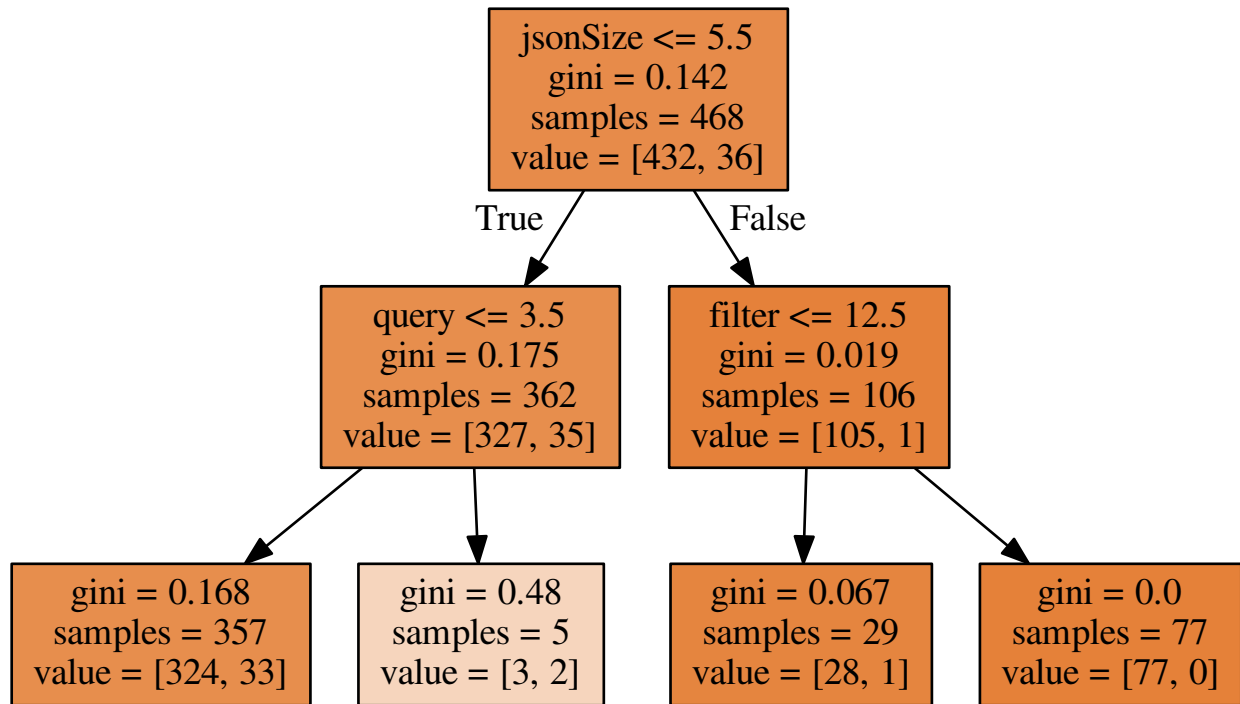 jsonSize <= 5.5
gini = 0.142
samples = 468
value = [432, 36]
True
False
query <= 3.5
gini = 0.175
samples = 362
value = [327, 35]
filter <= 12.5
gini = 0.019
samples = 106
value = [105, 1]
gini = 0.168
samples = 357
value = [324, 33]
gini = 0.48
samples = 5
value = [3, 2]
gini = 0.067
samples = 29
value = [28, 1]
gini = 0.0
samples = 77
value = [77, 0]